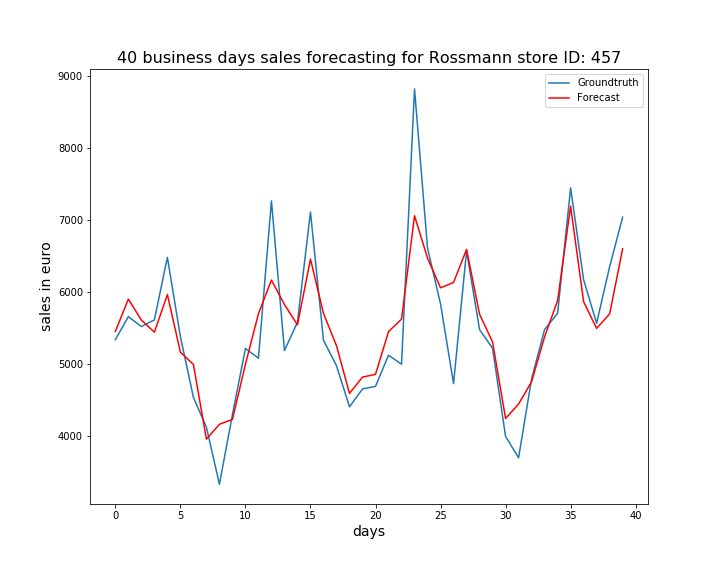 40 business days sales forecasting for Rossmann store ID: 457
Groundtruth
Forecast
sales in euro
9000
8000
7000
6000
5000
4000
0 5 10 15 20 25 30 35 40
days